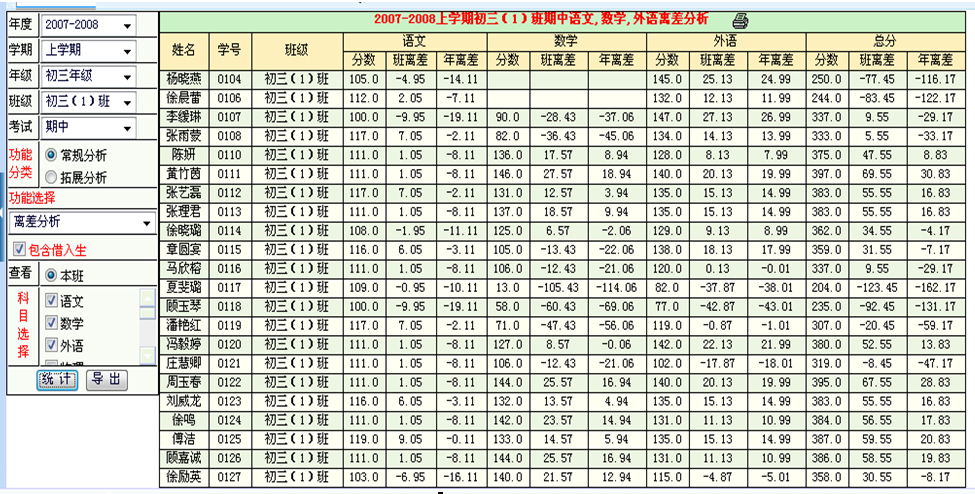 年度 2007-2008
学期 上学期
年级 初三年级
班级 初三(1)班
考试 期中
功能分类 常规分析
拓展分析
功能选择
离差分析
包含借入生
查看 本班
科目选择
语文
数学
外语
物理
统计 导出
2007-2008上学期初三(1)班期中语文,数学,外语离差分析
姓名 学号 班级 语文 数学 外语 总分
分数 班离差 年离差 分数 班离差 年离差 分数 班离差 年离差 分数 班离差 年离差
杨晓燕 0104 初三(1)班 105.0 -4.95 -14.11 145.0 25.13 24.99 250.0 -77.45 -116.17
徐晨蕾 0106 初三(1)班 112.0 2.05 -7.11 132.0 12.13 11.99 244.0 -83.45 -122.17
李缓琳 0107 初三(1)班 100.0 -9.95 -19.11 90.0 -28.43 -37.06 147.0 27.13 26.99 337.0 9.55 -29.17
张雨蒙 0108 初三(1)班 117.0 7.05 -2.11 82.0 -36.43 -45.06 134.0 14.13 13.99 333.0 5.55 -33.17
陈妍 0110 初三(1)班 111.0 1.05 -8.11 136.0 17.57 8.94 128.0 8.13 7.99 375.0 47.55 8.83
黄竹茵 0111 初三(1)班 111.0 1.05 -8.11 146.0 27.57 18.94 140.0 20.13 19.99 397.0 69.55 30.83
张艺磊 0112 初三(1)班 117.0 7.05 -2.11 131.0 12.57 3.94 135.0 15.13 14.99 383.0 55.55 16.83
张理君 0113 初三(1)班 111.0 1.05 -8.11 137.0 18.57 9.94 135.0 15.13 14.99 383.0 55.55 16.83
徐晓璐 0114 初三(1)班 108.0 -1.95 -11.11 125.0 6.57 -2.06 129.0 9.13 8.99 362.0 34.55 -4.17
章圆宴 0115 初三(1)班 116.0 6.05 -3.11 105.0 -13.43 -22.06 138.0 18.13 17.99 359.0 31.55 -7.17
马欣榕 0116 初三(1)班 111.0 1.05 -8.11 106.0 -12.43 -21.06 120.0 0.13 -0.01 337.0 9.55 -29.17
夏斐璐 0117 初三(1)班 109.0 -0.95 -10.11 13.0 -105.43 -114.06 82.0 -37.87 -38.01 204.0 -123.45 -162.17
顾玉琴 0118 初三(1)班 100.0 -9.95 -19.11 58.0 -60.43 -69.06 77.0 -42.87 -43.01 235.0 -92.45 -131.17
潘艳红 0119 初三(1)班 117.0 7.05 -2.11 71.0 -47.43 -56.06 119.0 -0.87 -1.01 307.0 -20.45 -59.17
冯毅婷 0120 初三(1)班 111.0 1.05 -8.11 127.0 8.57 -0.06 142.0 22.13 21.99 380.0 52.55 13.83
庄慧卿 0121 初三(1)班 111.0 1.05 -8.11 106.0 -12.43 -21.06 102.0 -17.87 -18.01 319.0 -8.45 -47.17
周玉春 0122 初三(1)班 111.0 1.05 -8.11 144.0 25.57 16.94 140.0 20.13 19.99 395.0 67.55 28.83
刘威龙 0123 初三(1)班 116.0 6.05 -3.11 132.0 13.57 4.94 135.0 15.13 14.99 383.0 55.55 16.83
徐鸣 0124 初三(1)班 111.0 1.05 -8.11 142.0 23.57 14.94 131.0 11.13 10.99 384.0 56.55 17.83
傅洁 0125 初三(1)班 119.0 9.05 -0.11 133.0 14.57 5.94 135.0 15.13 14.99 387.0 59.55 20.83
顾嘉诚 0126 初三(1)班 111.0 1.05 -8.11 144.0 25.57 16.94 131.0 11.13 10.99 386.0 58.55 19.83
徐励英 0127 初三(1)班 103.0 -6.95 -16.11 140.0 21.57 12.94 115.0 -4.87 -5.01 358.0 30.55 -8.17